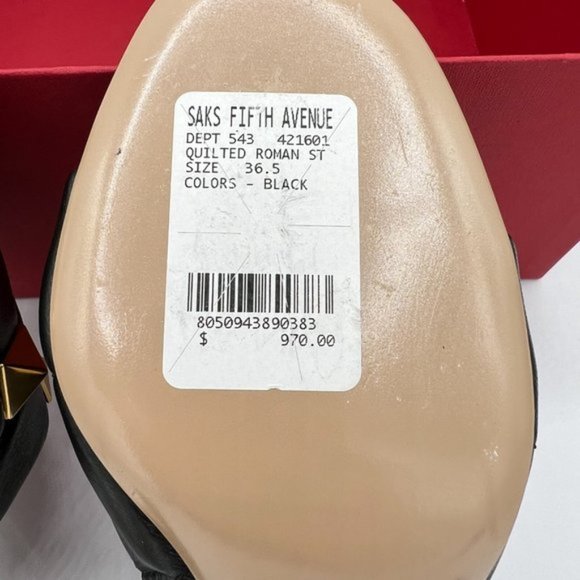 SAKS FIFTH AVENUE
DEPT 543 421601
QUILTED ROMAN ST
SIZE 36.5
COLORS - BLACK
8050943890383
$ 970.00